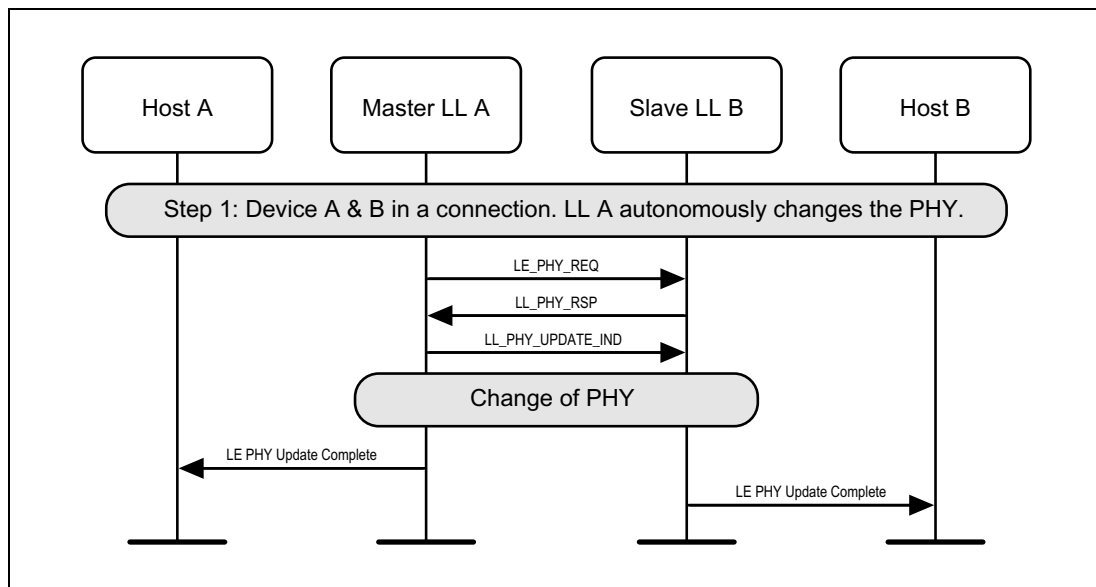 Host A
Master LL A
Slave LL B
Host B
Step 1: Device A & B in a connection. LL A autonomously changes the PHY.
LE_PHY_REQ
LL_PHY_RSP
LL_PHY_UPDATE_IND
Change of PHY
LE PHY Update Complete
LE PHY Update Complete